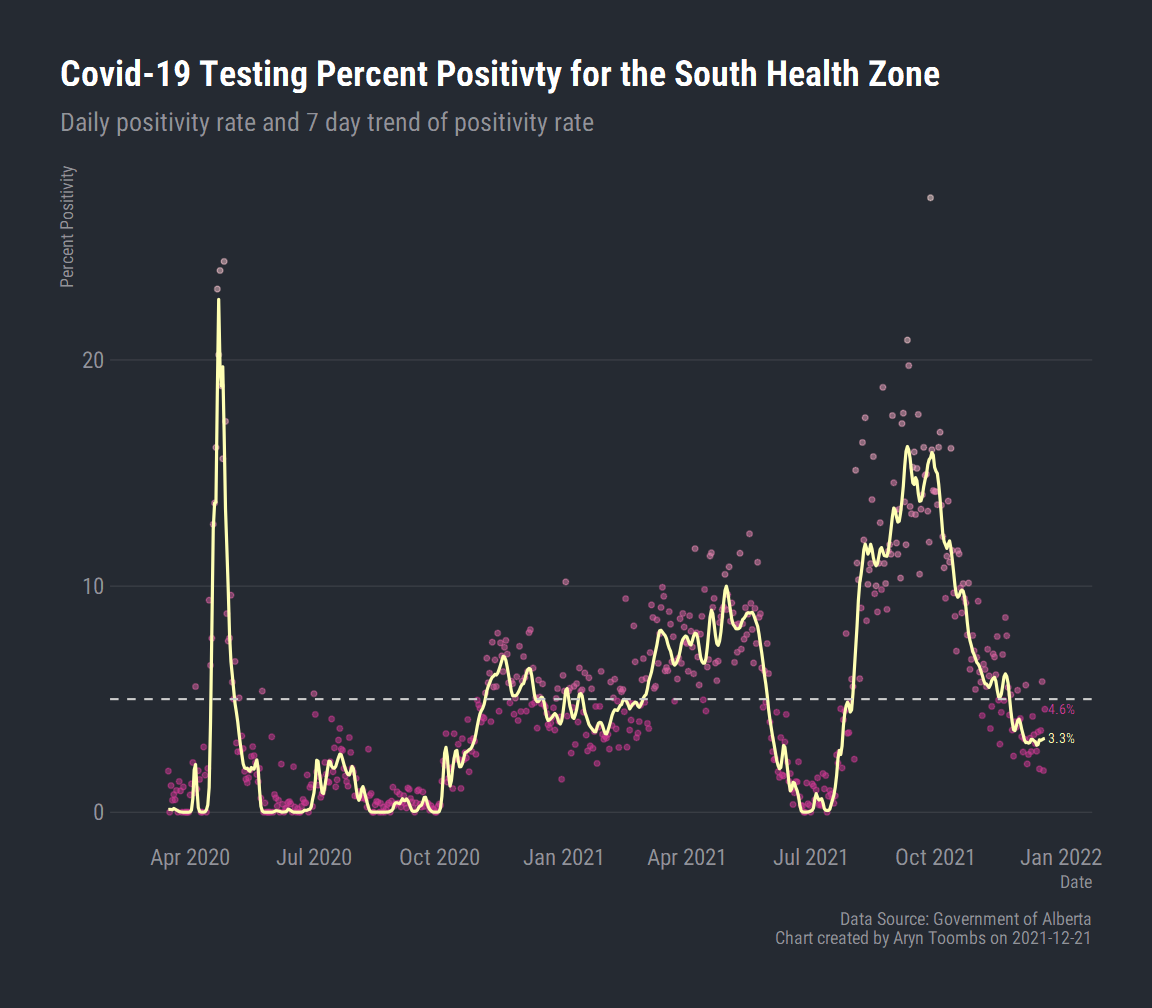 Covid-19 Testing Percent Positivty for the South Health Zone
Daily positivity rate and 7 day trend of positivity rate
Percent Positivity
20
10
0
4.6%
3.3%
Apr 2020 Jul 2020 Oct 2020 Jan 2021 Apr 2021 Jul 2021 Oct 2021 Jan 2022
Date
Data Source: Government of Alberta
Chart created by Aryn Toombs on 2021-12-21